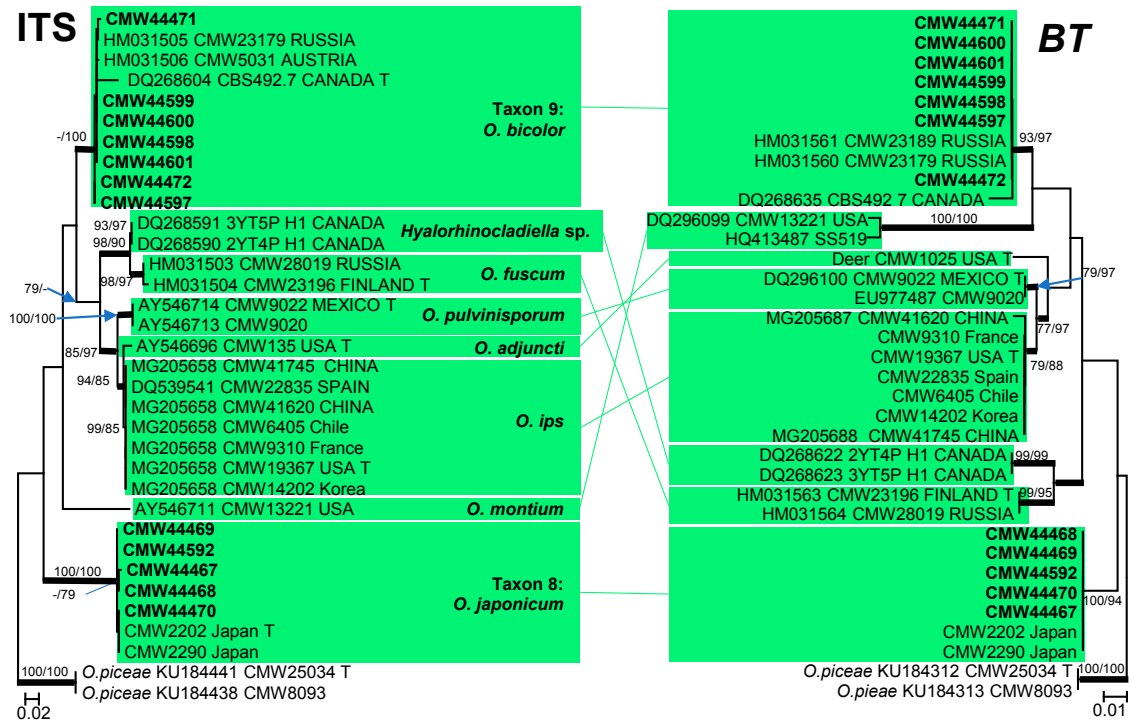 ITS
CMW44471
HM031505 CMW23179 RUSSIA
HM031506 CMW5031 AUSTRIA
DQ268604 CBS492.7 CANADA T
CMW44599
CMW44600
CMW44598
CMW44601
CMW44472
CMW44597
Taxon 9:
O. bicolor
-/100
DQ268591 3YT5P H1 CANADA
DQ268590 2YT4P H1 CANADA
Hyalorhinocladiella sp.
93/97
98/90
HM031503 CMW28019 RUSSIA
HM031504 CMW23196 FINLAND T
O. fuscum
98/97
79/-
AY546714 CMW9022 MEXICO T
AY546713 CMW9020
O. pulvinisporum
100/100
AY546696 CMW135 USA T
O. adjuncti
85/97
94/85
MG205658 CMW41745 CHINA
DQ539541 CMW22835 SPAIN
MG205658 CMW41620 CHINA
MG205658 CMW6405 Chile
MG205658 CMW9310 France
MG205658 CMW19367 USA T
MG205658 CMW14202 Korea
O. ips
99/85
AY546711 CMW13221 USA
O. montium
CMW44469
CMW44592
CMW44467
CMW44468
CMW44470
CMW2202 Japan T
CMW2290 Japan
Taxon 8:
O. japonicum
100/100
-/79
O.piceae KU184441 CMW25034 T
O.piceae KU184438 CMW8093
100/100
0.02
BT
CMW44471
CMW44600
CMW44601
CMW44599
CMW44598
CMW44597
HM031561 CMW23189 RUSSIA
HM031560 CMW23179 RUSSIA
CMW44472
DQ268635 CBS492 7 CANADA
93/97
DQ296099 CMW13221 USA
HQ413487 SS519
100/100
Deer CMW1025 USA T
DQ296100 CMW9022 MEXICO T
EU977487 CMW9020
79/97
77/97
MG205687 CMW41620 CHINA
CMW9310 France
CMW19367 USA T
CMW22835 Spain
CMW6405 Chile
CMW14202 Korea
MG205688 CMW41745 CHINA
79/88
DQ268622 2YT4P H1 CANADA
DQ268623 3YT5P H1 CANADA
99/99
HM031563 CMW23196 FINLAND T
HM031564 CMW28019 RUSSIA
99/95
CMW44468
CMW44469
CMW44592
CMW44470
CMW44467
CMW2202 Japan
CMW2290 Japan
100/94
O.piceae KU184312 CMW25034 T
O.pieae KU184313 CMW8093
100/100
0.01